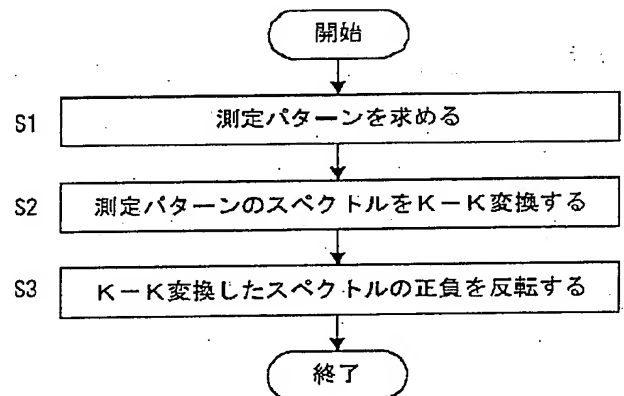 開始
S1 測定パターンを求める
S2 測定パターンのスペクトルをK－K変換する
S3 K－K変換したスペクトルの正負を反転する
終了